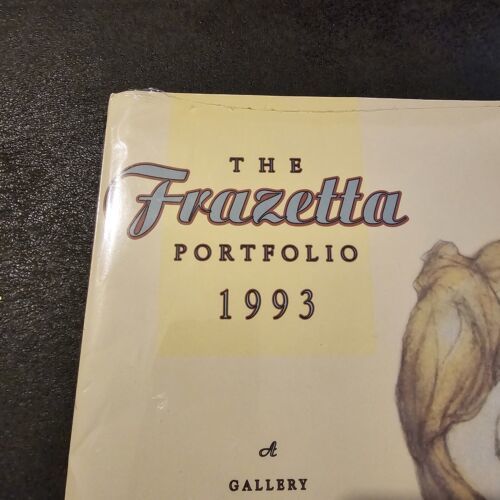 THE
Frazetta
PORTFOLIO
1993
A
GALLERY